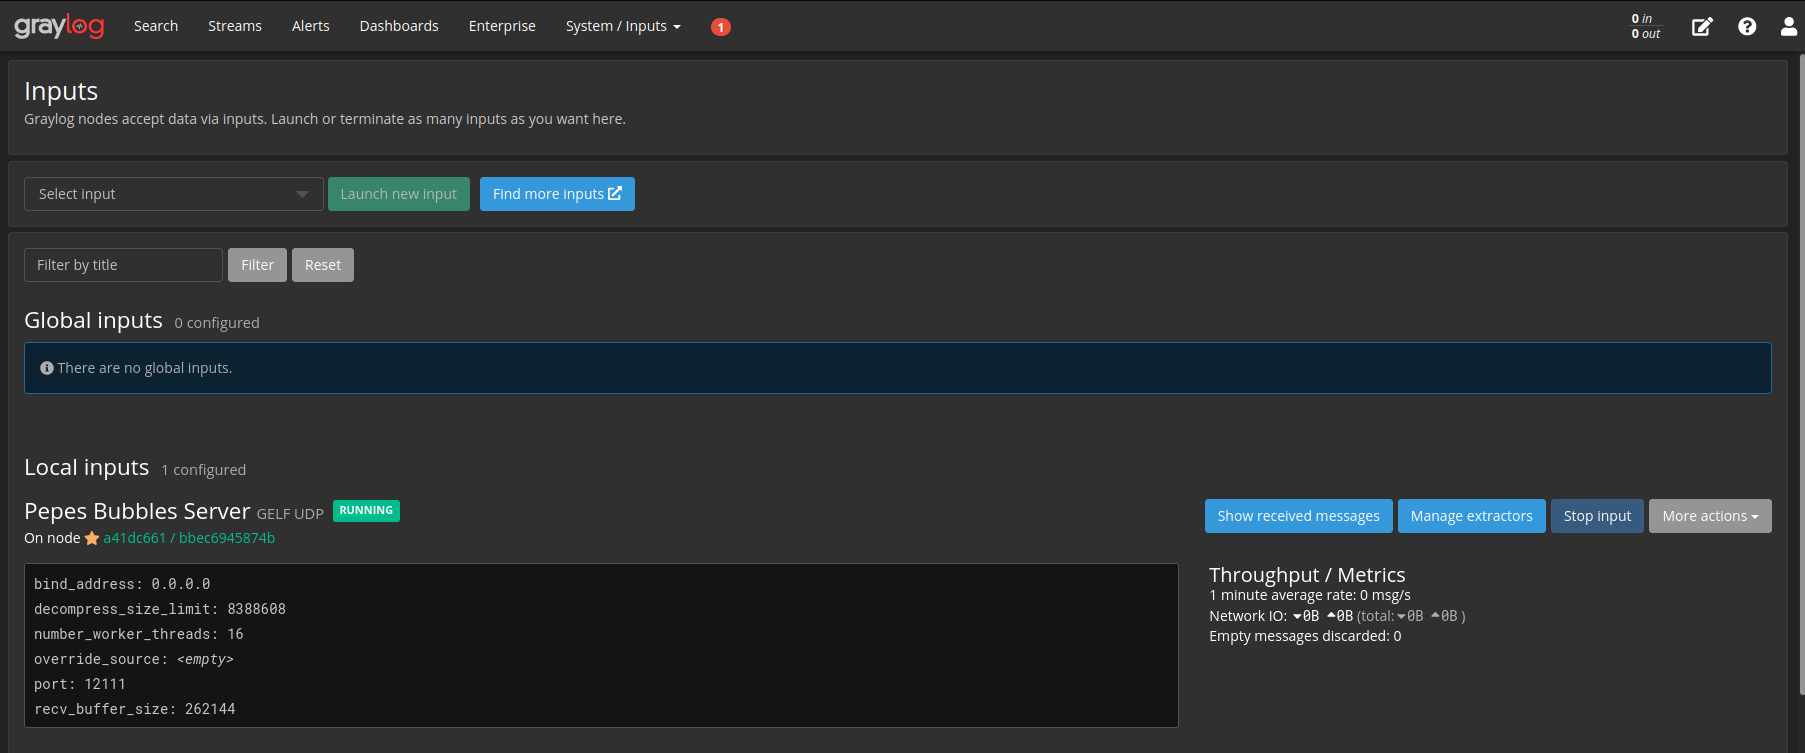 graylog Search Streams Alerts Dashboards Enterprise System / Inputs 1 0 in
0 out
Inputs
Graylog nodes accept data via inputs. Launch or terminate as many inputs as you want here.
Select input Launch new input Find more inputs
Filter by title Filter Reset
Global inputs 0 configured
There are no global inputs.
Local inputs 1 configured
Pepes Bubbles Server GELF UDP RUNNING
On node a41dc661 / bbec6945874b
Show received messages Manage extractors Stop input More actions
bind_address: 0.0.0.0
decompress_size_limit: 8388608
number_worker_threads: 16
override_source: <empty>
port: 12111
recv_buffer_size: 262144
Throughput / Metrics
1 minute average rate: 0 msg/s
Network IO: 0B 0B (total: 0B 0B )
Empty messages discarded: 0